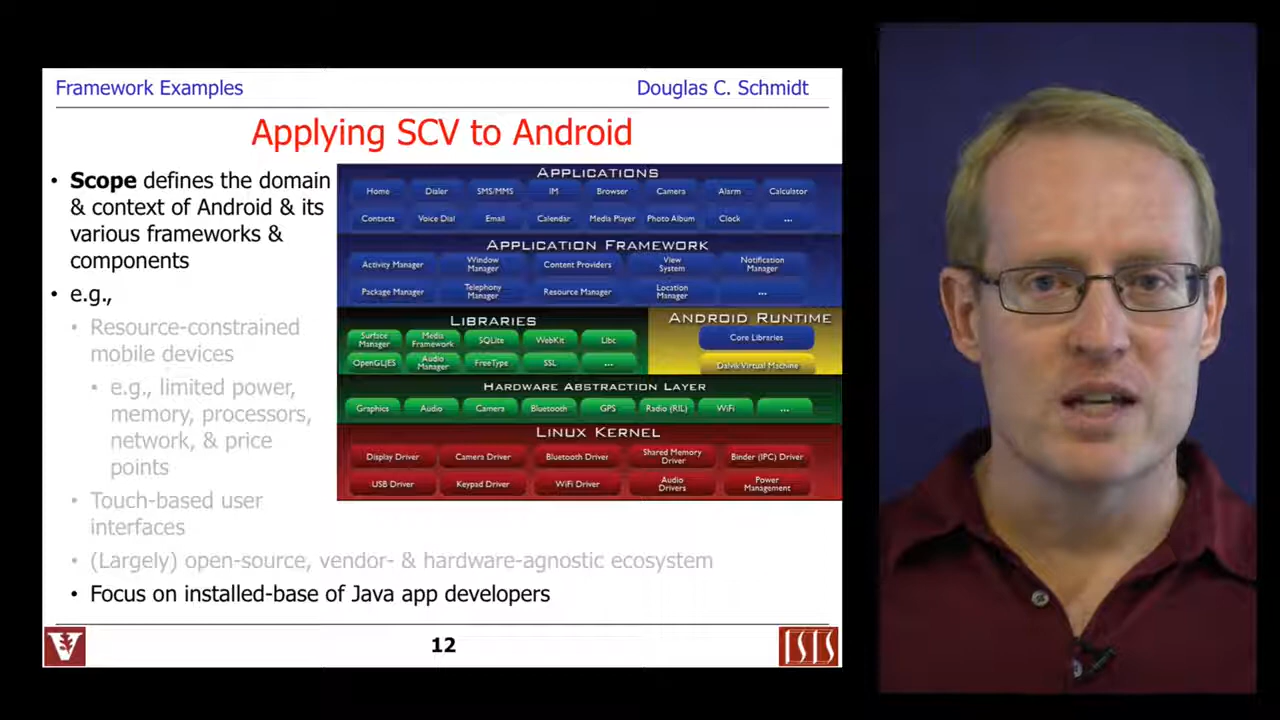 Framework Examples
Douglas C. Schmidt
Applying SCV to Android
• Scope defines the domain
& context of Android & its
various frameworks &
components
• e.g.,
• Resource-constrained
mobile devices
• e.g., limited power,
memory, processors,
network, & price
points
• Touch-based user
interfaces
• (Largely) open-source, vendor- & hardware-agnostic ecosystem
• Focus on installed-base of Java app developers
APPLICATIONS
Home Dialer SMS/MMS IM Browser Camera Alarm Calculator
Contacts Voice Dial Email Calendar Media Player Photo Album Clock ...
APPLICATION FRAMEWORK
Activity Manager Window Manager Content Providers View System Notification Manager
Package Manager Telephony Manager Resource Manager Location Manager ...
LIBRARIES
Surface Manager Media Framework SQLite WebKit Libc
OpenGL|ES Audio Manager FreeType SSL ...
ANDROID RUNTIME
Core Libraries
Dalvik Virtual Machine
HARDWARE ABSTRACTION LAYER
Graphics Audio Camera Bluetooth GPS Radio (RIL) WiFi ...
LINUX KERNEL
Display Driver Camera Driver Bluetooth Driver Shared Memory Driver Binder (IPC) Driver
USB Driver Keypad Driver WiFi Driver Audio Drivers Power Management
V
12
ISIS